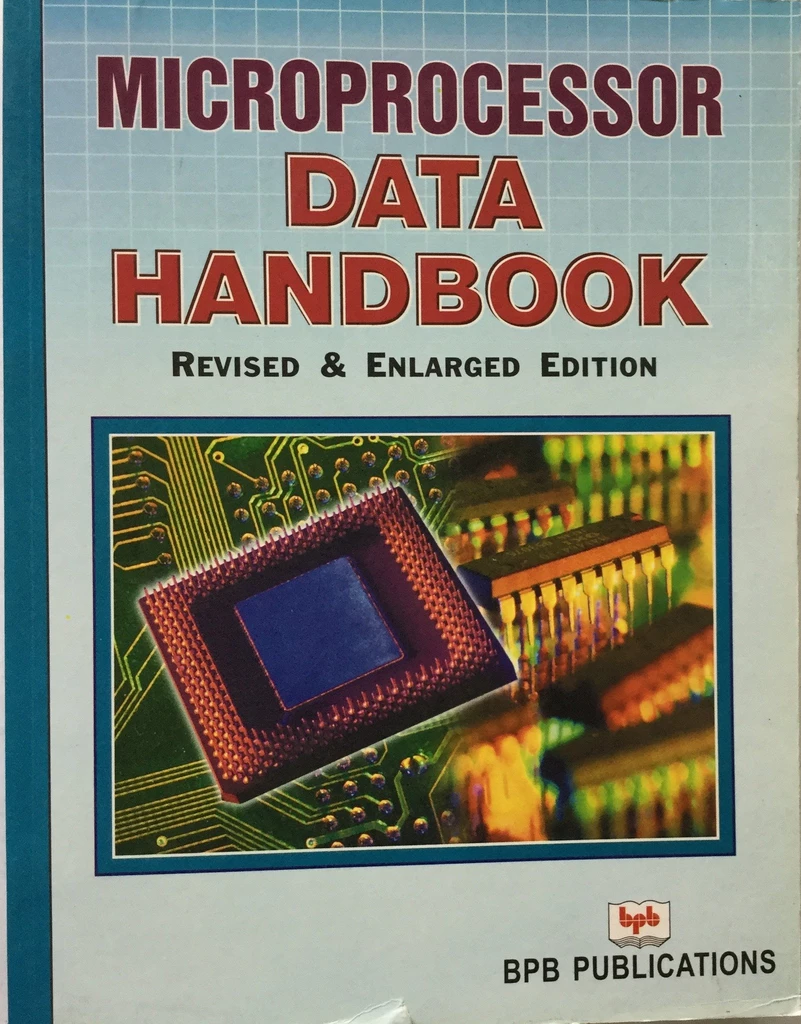 MICROPROCESSOR
DATA
HANDBOOK
REVISED & ENLARGED EDITION
bpb
BPB PUBLICATIONS